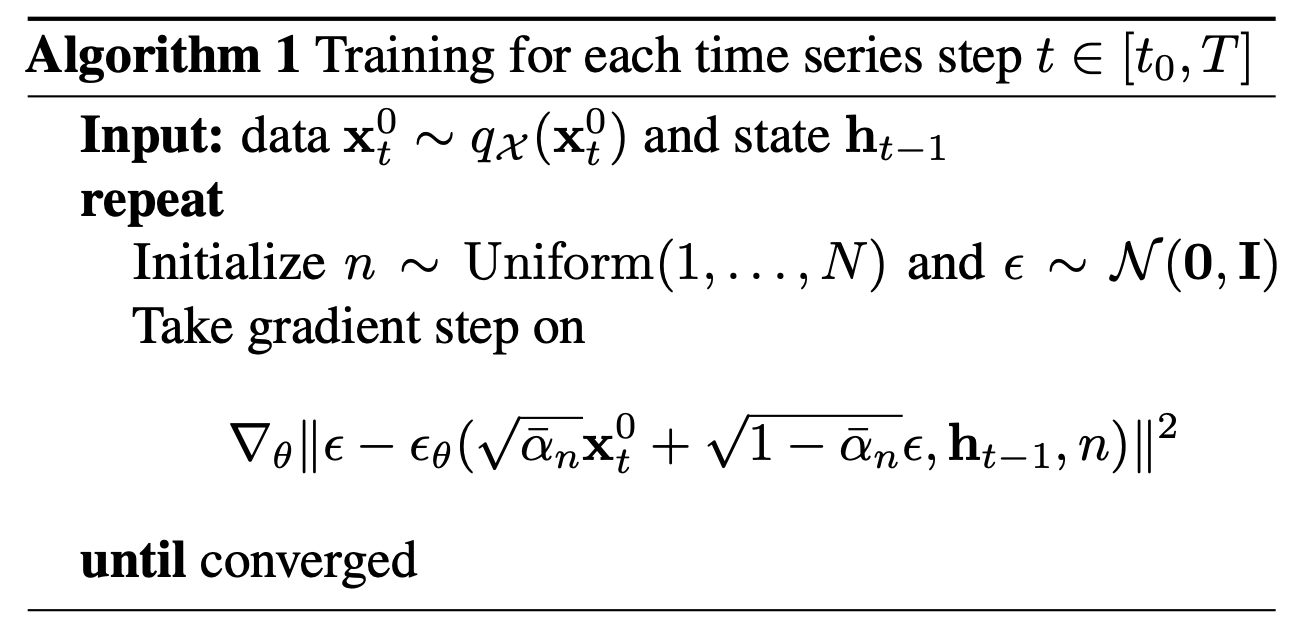 Algorithm 1 Training for each time series step $t \in [t_0, T]$
Input: data $\mathbf{x}_t^0 \sim q_{\mathcal{X}}(\mathbf{x}_t^0)$ and state $\mathbf{h}_{t-1}$
repeat
Initialize $n \sim \mathrm{Uniform}(1, \ldots, N)$ and $\epsilon \sim \mathcal{N}(\mathbf{0}, \mathbf{I})$
Take gradient step on
$\nabla_\theta \| \epsilon - \epsilon_\theta(\sqrt{\bar{\alpha}_n} \mathbf{x}_t^0 + \sqrt{1 - \bar{\alpha}_n} \epsilon, \mathbf{h}_{t-1}, n) \|^2$
until converged